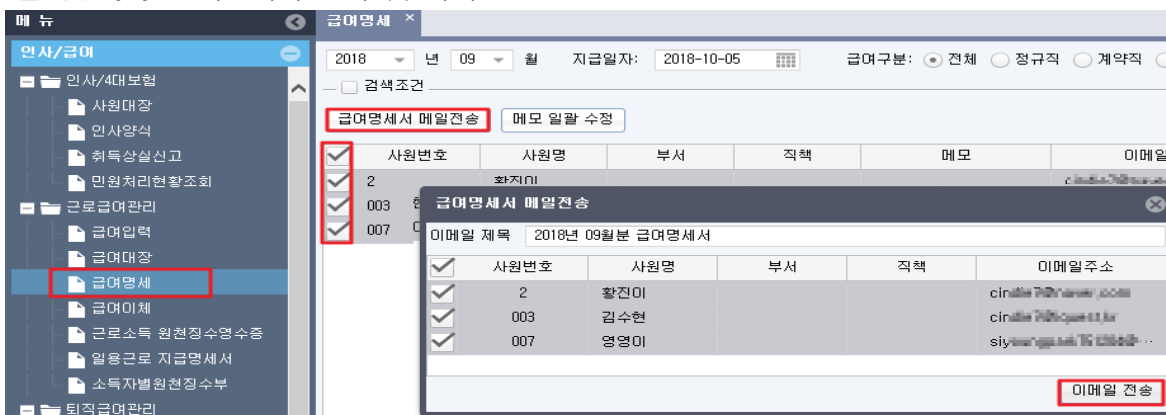 메 뉴
인사/급여
인사/4대보험
사원대장
인사양식
취득상실신고
민원처리현황조회
근로급여관리
급여입력
급여대장
급여명세
급여이체
근로소득 원천징수영수증
일용근로 지급명세서
소득자별원천징수부
퇴직급여관리
급여명세
2018 년 09 월 지급일자: 2018-10-05 급여구분: 전체 정규직 계약직
검색조건
급여명세서 메일전송 메모 일괄 수정
사원번호 사원명 부서 직책 메모 이메일
2 황진이
003
007
급여명세서 메일전송
이메일 제목 2018년 09월분 급여명세서
사원번호 사원명 부서 직책 이메일주소
2 황진이
003 김수현
007 영영이
이메일 전송